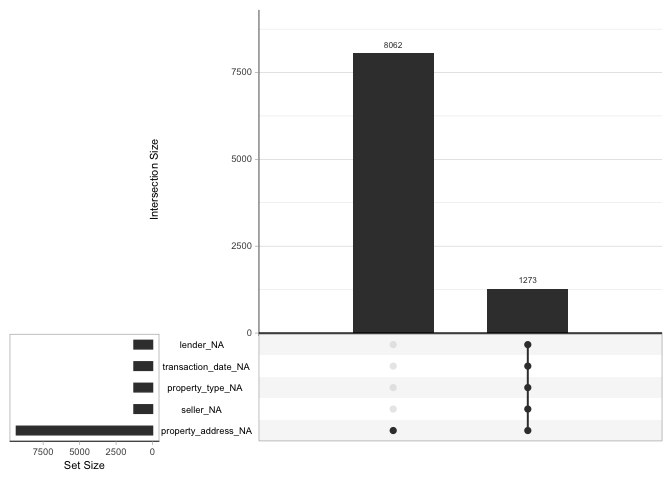 8062
7500
5000
Intersection Size
2500
1273
0
lender_NA
transaction_date_NA
property_type_NA
seller_NA
property_address_NA
7500 5000 2500 0
Set Size